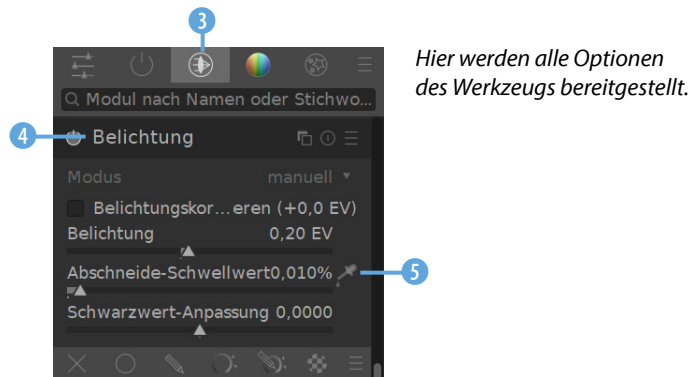 3
Hier werden alle Optionen
des Werkzeugs bereitgestellt.
Modul nach Namen oder Stichwo...
4
Belichtung
Modus manuell
Belichtungskor...eren (+0,0 EV)
Belichtung 0,20 EV
Abschneide-Schwellwert 0,010%
5
Schwarzwert-Anpassung 0,0000